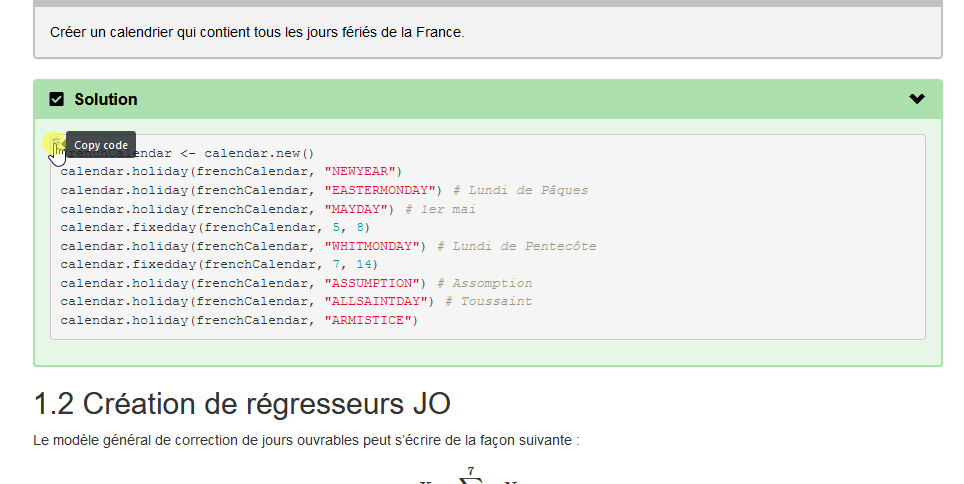 Créer un calendrier qui contient tous les jours fériés de la France.
Solution
Copy code
frenchCalendar <- calendar.new()
calendar.holiday(frenchCalendar, "NEWYEAR")
calendar.holiday(frenchCalendar, "EASTERMONDAY") # Lundi de Pâques
calendar.holiday(frenchCalendar, "MAYDAY") # 1er mai
calendar.fixedday(frenchCalendar, 5, 8)
calendar.holiday(frenchCalendar, "WHITMONDAY") # Lundi de Pentecôte
calendar.fixedday(frenchCalendar, 7, 14)
calendar.holiday(frenchCalendar, "ASSUMPTION") # Assomption
calendar.holiday(frenchCalendar, "ALLSAINTDAY") # Toussaint
calendar.holiday(frenchCalendar, "ARMISTICE")
1.2 Création de régresseurs JO
Le modèle général de correction de jours ouvrables peut s'écrire de la façon suivante :
7